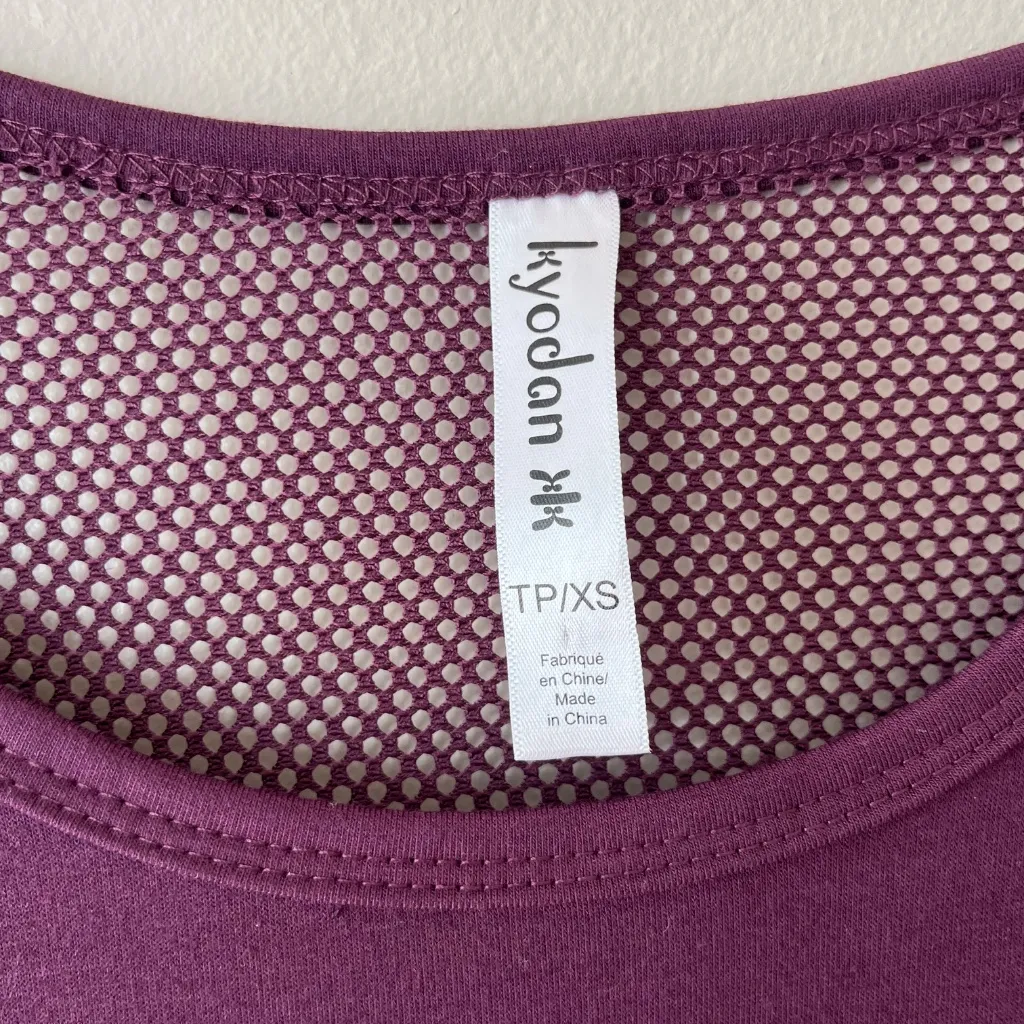 kyodan
TP/XS
Fabriqué
en Chine/
Made
in China